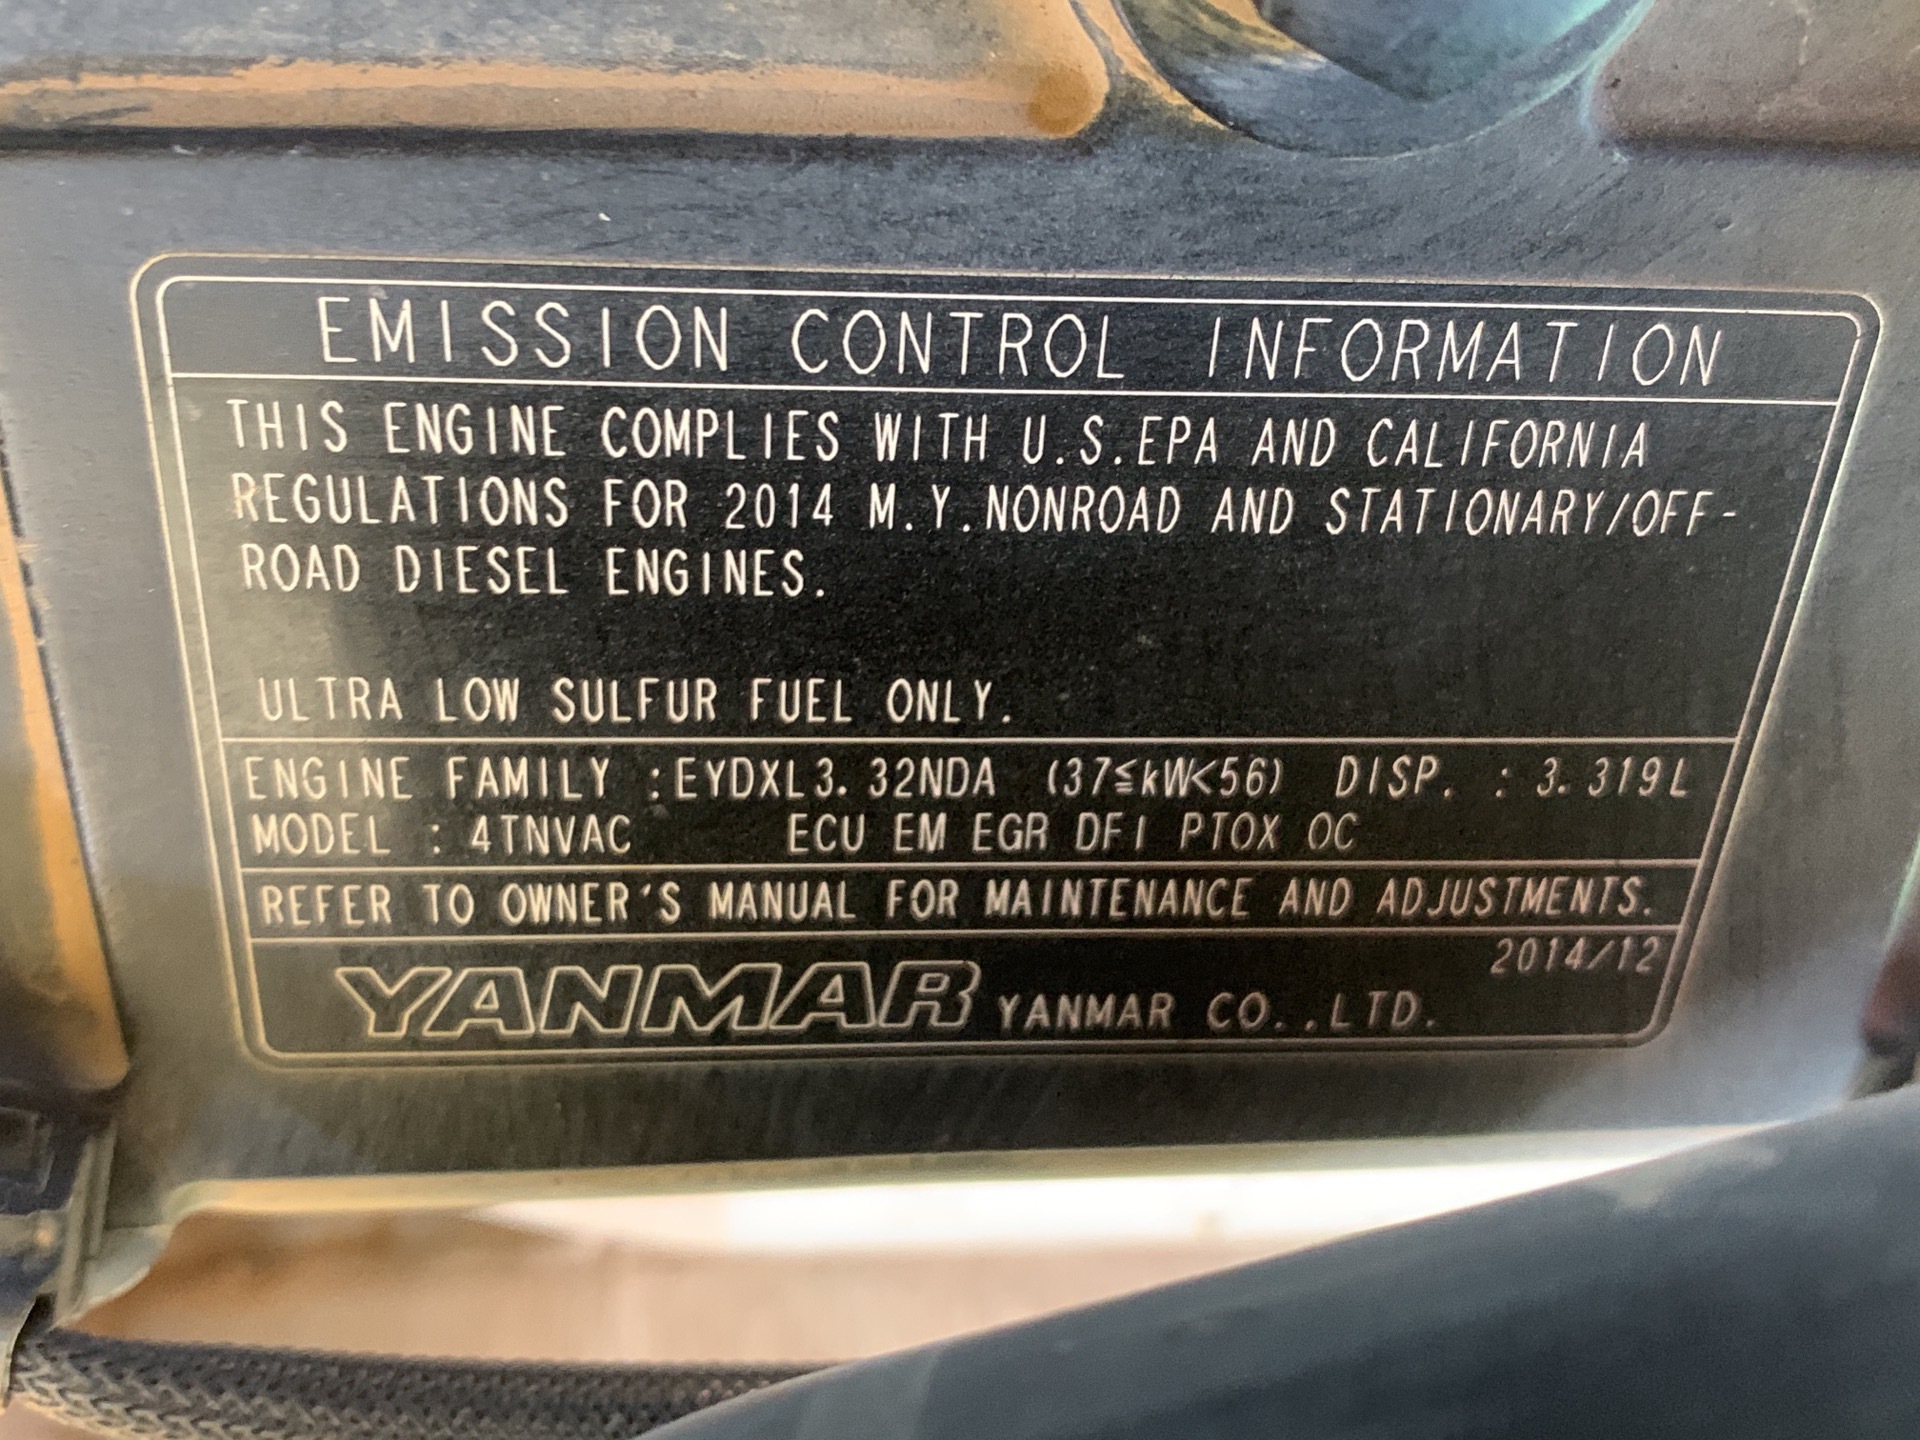 EMISSION CONTROL INFORMATION
THIS ENGINE COMPLIES WITH U.S.EPA AND CALIFORNIA
REGULATIONS FOR 2014 M.Y.NONROAD AND STATIONARY/OFF-
ROAD DIESEL ENGINES.
ULTRA LOW SULFUR FUEL ONLY.
ENGINE FAMILY :EYDXL3.32NDA (37≦kW<56) DISP. : 3.319L
MODEL : 4TNVAC ECU EM EGR DFI PTOX OC
REFER TO OWNER'S MANUAL FOR MAINTENANCE AND ADJUSTMENTS.
2014/12
YANMAR YANMAR CO.,LTD.